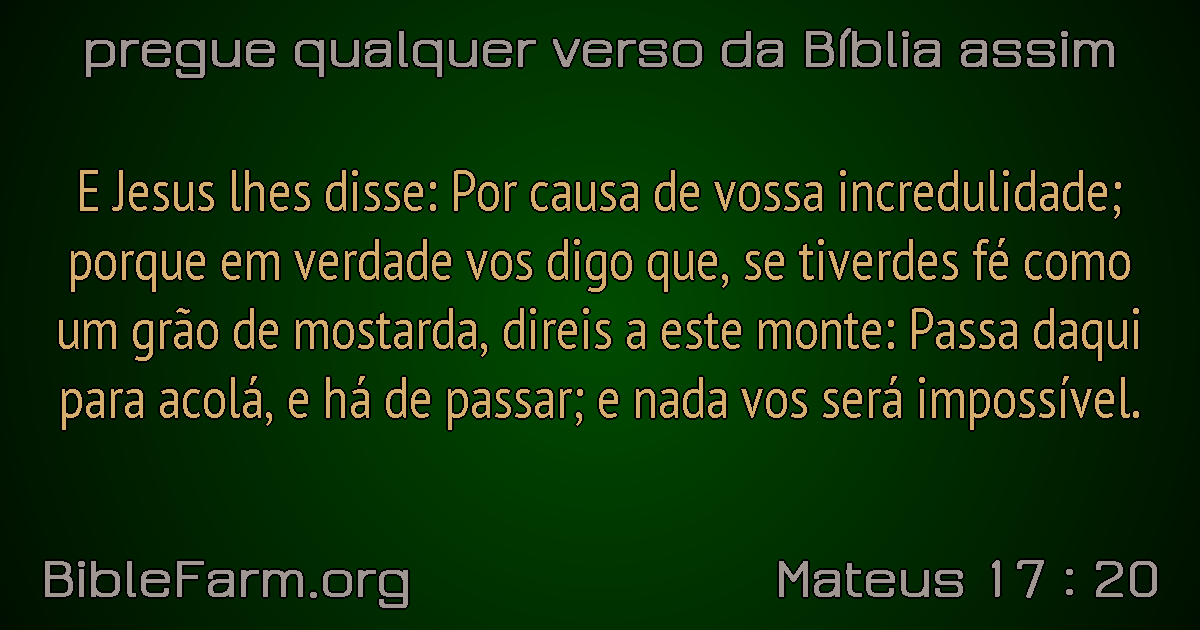 pregue qualquer verso da Bíblia assim
E Jesus lhes disse: Por causa de vossa incredulidade;
porque em verdade vos digo que, se tiverdes fé como
um grão de mostarda, direis a este monte: Passa daqui
para acolá, e há de passar; e nada vos será impossível.
BibleFarm.org
Mateus 17 : 20